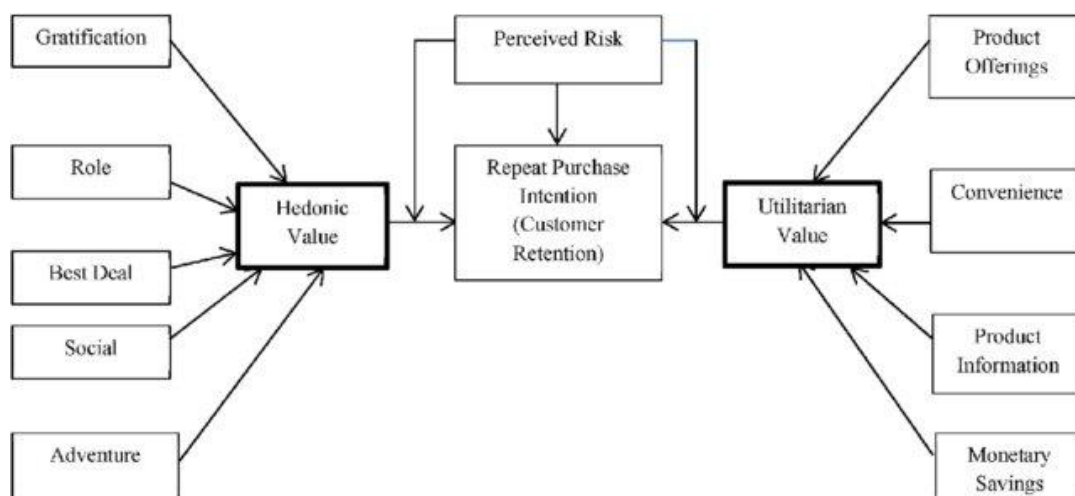 Gratification
Role
Best Deal
Social
Adventure
Hedonic
Value
Perceived Risk
Repeat Purchase
Intention
(Customer
Retention)
Utilitarian
Value
Product
Offerings
Convenience
Product
Information
Monetary
Savings